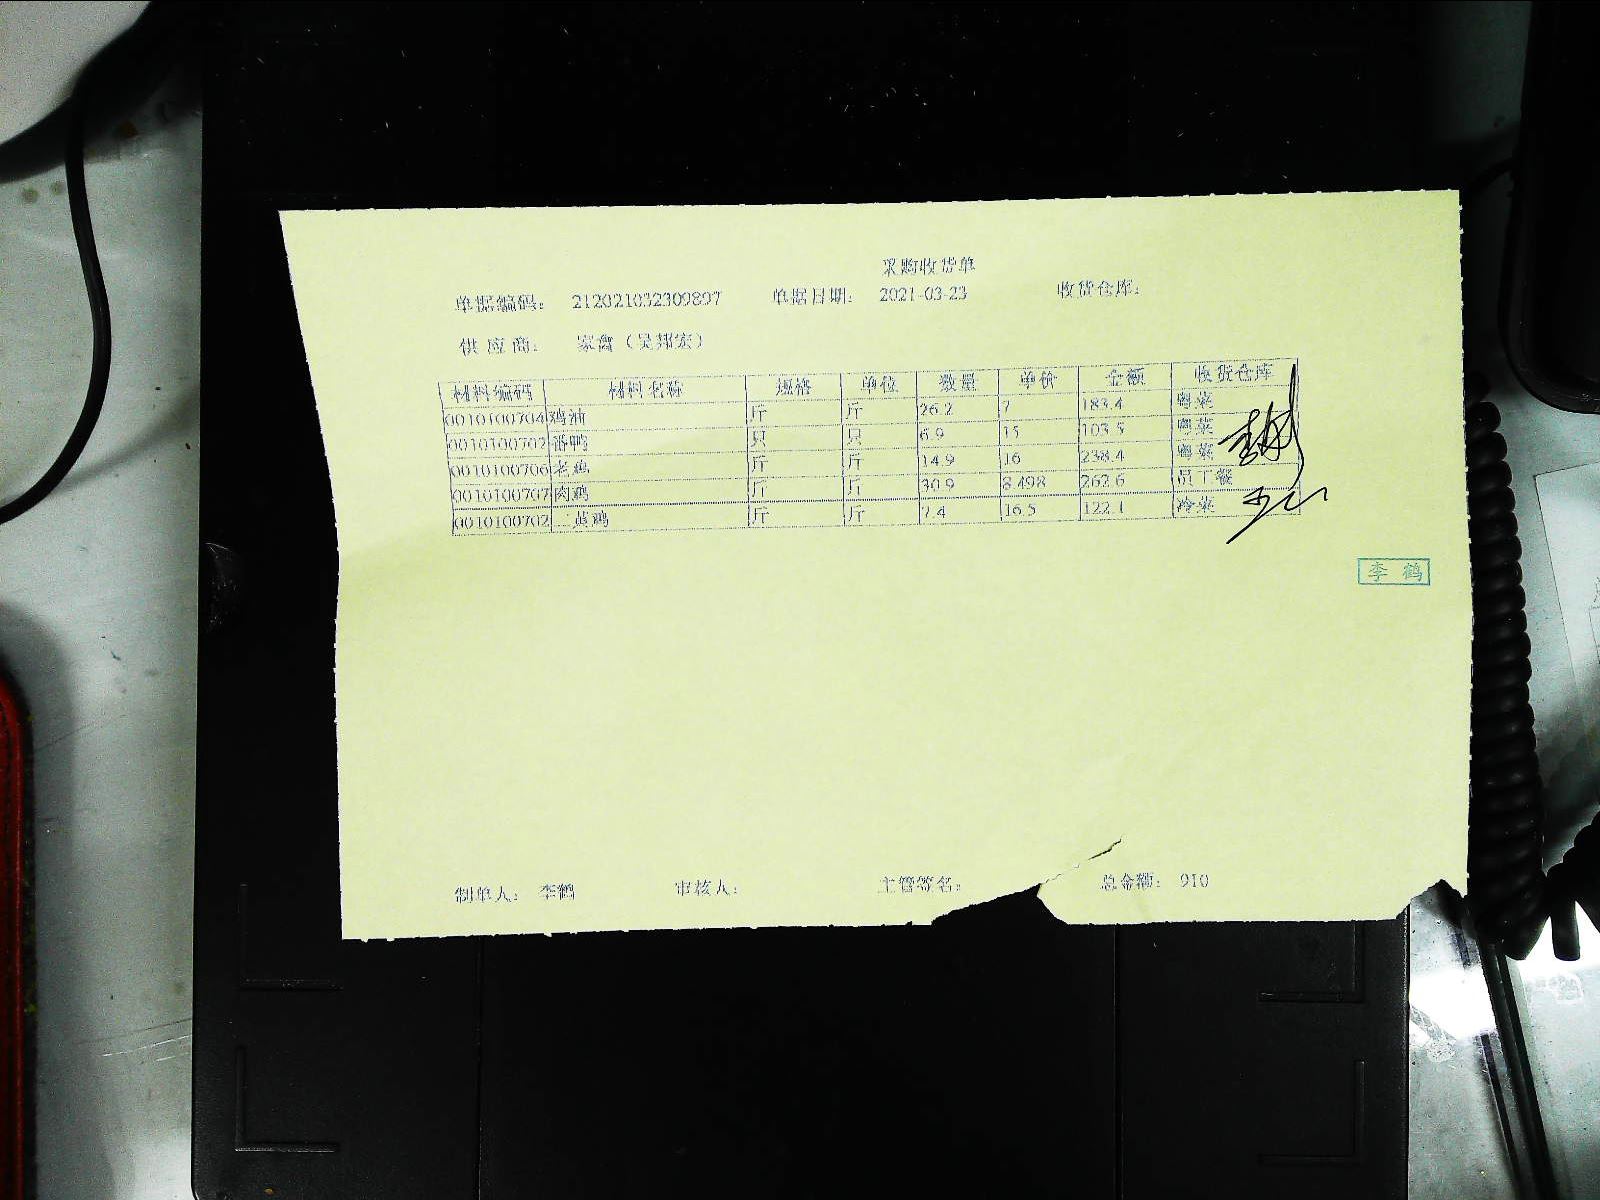 采购收货单
单据编码： 212021032309897 单据日期： 2021-03-23 收货仓库：
供 应 商： 家禽（吴邦宏）
材料编码 材料名称 规格 单位 数量 单价 金额 收货仓库
0010100704 鸡油 斤 斤 26.2 7 183.4 粤菜
0010100702 番鸭 只 只 6.9 15 103.5 粤菜
0010100706 老鸡 斤 斤 14.9 16 238.4 粤菜
0010100707 肉鸡 斤 斤 30.9 8.498 262.6 员工餐
0010100702 三黄鸡 斤 斤 7.4 16.5 122.1 冷菜
李 鹤
制单人： 李鹤 审核人： 主管签名： 总金额： 910